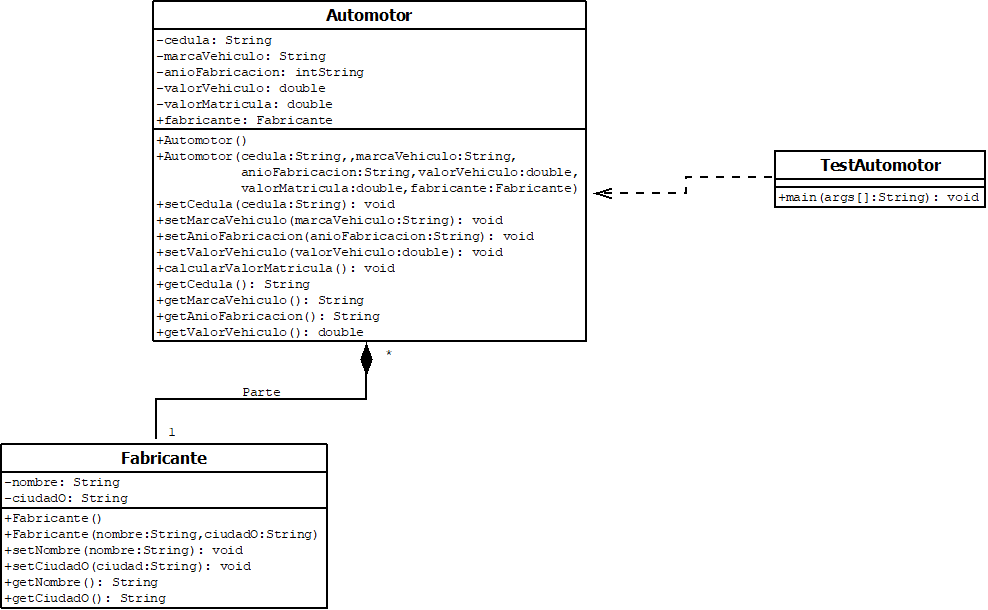 Automotor
-cedula: String
-marcaVehiculo: String
-anioFabricacion: intString
-valorVehiculo: double
-valorMatricula: double
+fabricante: Fabricante
+Automotor()
+Automotor(cedula:String,,marcaVehiculo:String,
anioFabricacion:String,valorVehiculo:double,
valorMatricula:double,fabricante:Fabricante)
+setCedula(cedula:String): void
+setMarcaVehiculo(marcaVehiculo:String): void
+setAnioFabricacion(anioFabricacion:String): void
+setValorVehiculo(valorVehiculo:double): void
+calcularValorMatricula(): void
+getCedula(): String
+getMarcaVehiculo(): String
+getAnioFabricacion(): String
+getValorVehiculo(): double
TestAutomotor
+main(args[]:String): void
*
Parte
1
Fabricante
-nombre: String
-ciudadO: String
+Fabricante()
+Fabricante(nombre:String,ciudadO:String)
+setNombre(nombre:String): void
+setCiudadO(ciudad:String): void
+getNombre(): String
+getCiudadO(): String